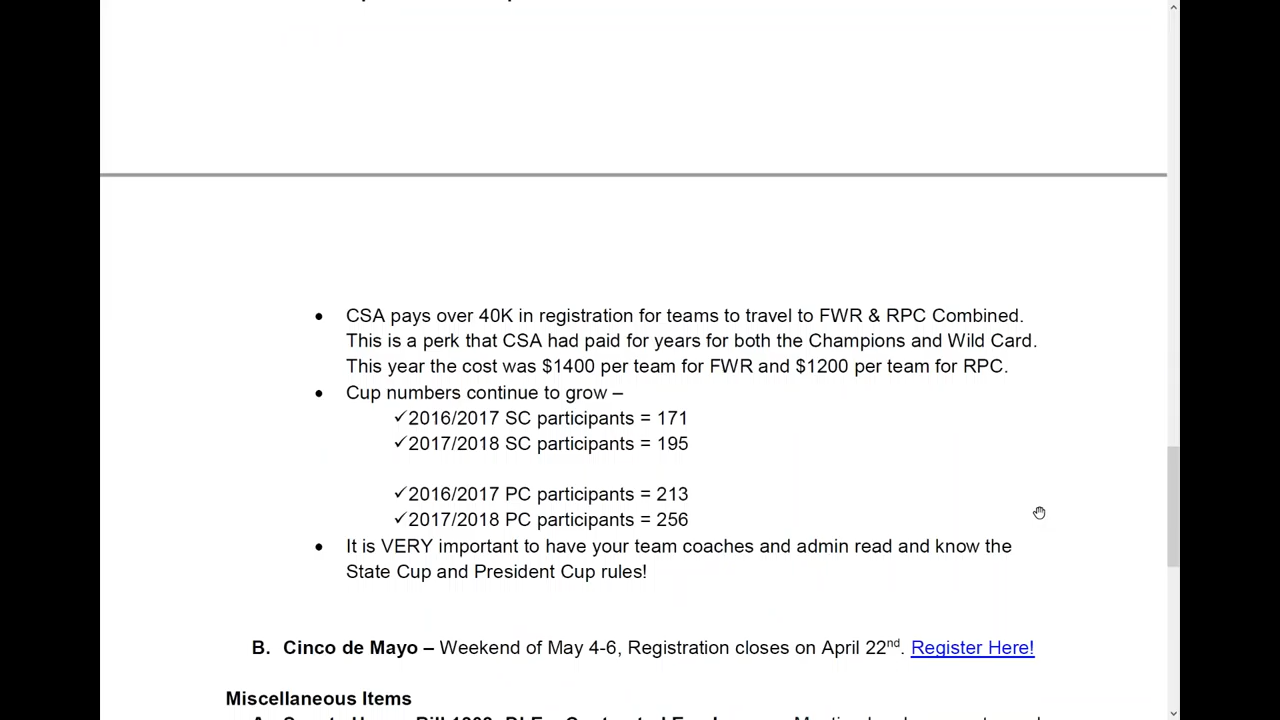 • CSA pays over 40K in registration for teams to travel to FWR & RPC Combined.
This is a perk that CSA had paid for years for both the Champions and Wild Card.
This year the cost was $1400 per team for FWR and $1200 per team for RPC.
• Cup numbers continue to grow –
✓2016/2017 SC participants = 171
✓2017/2018 SC participants = 195
✓2016/2017 PC participants = 213
✓2017/2018 PC participants = 256
• It is VERY important to have your team coaches and admin read and know the
State Cup and President Cup rules!
B. Cinco de Mayo – Weekend of May 4-6, Registration closes on April 22nd. Register Here!
Miscellaneous Items